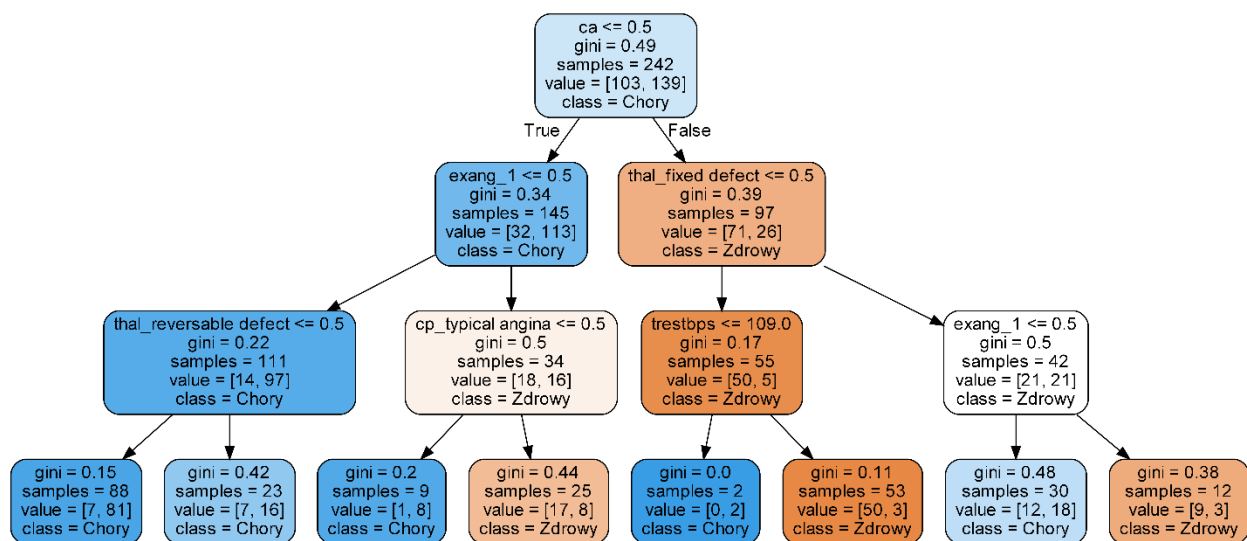 ca <= 0.5
gini = 0.49
samples = 242
value = [103, 139]
class = Chory
True
False
exang_1 <= 0.5
gini = 0.34
samples = 145
value = [32, 113]
class = Chory
thal_fixed defect <= 0.5
gini = 0.39
samples = 97
value = [71, 26]
class = Zdrowy
thal_reversable defect <= 0.5
gini = 0.22
samples = 111
value = [14, 97]
class = Chory
cp_typical angina <= 0.5
gini = 0.5
samples = 34
value = [18, 16]
class = Zdrowy
trestbps <= 109.0
gini = 0.17
samples = 55
value = [50, 5]
class = Zdrowy
exang_1 <= 0.5
gini = 0.5
samples = 42
value = [21, 21]
class = Zdrowy
gini = 0.15
samples = 88
value = [7, 81]
class = Chory
gini = 0.42
samples = 23
value = [7, 16]
class = Chory
gini = 0.2
samples = 9
value = [1, 8]
class = Chory
gini = 0.44
samples = 25
value = [17, 8]
class = Zdrowy
gini = 0.0
samples = 2
value = [0, 2]
class = Chory
gini = 0.11
samples = 53
value = [50, 3]
class = Zdrowy
gini = 0.48
samples = 30
value = [12, 18]
class = Chory
gini = 0.38
samples = 12
value = [9, 3]
class = Zdrowy